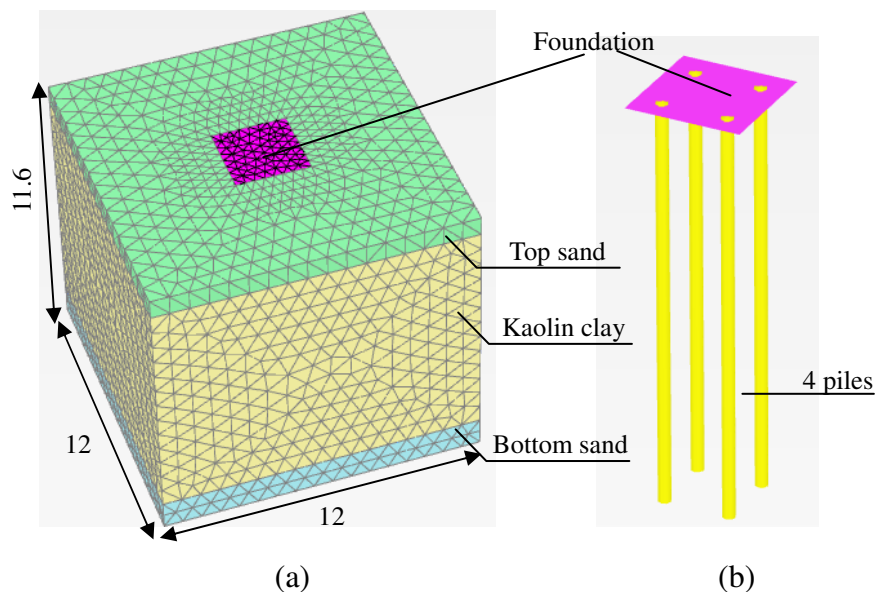 Foundation
11.6
Top sand
Kaolin clay
4 piles
12
Bottom sand
12
(a)
(b)